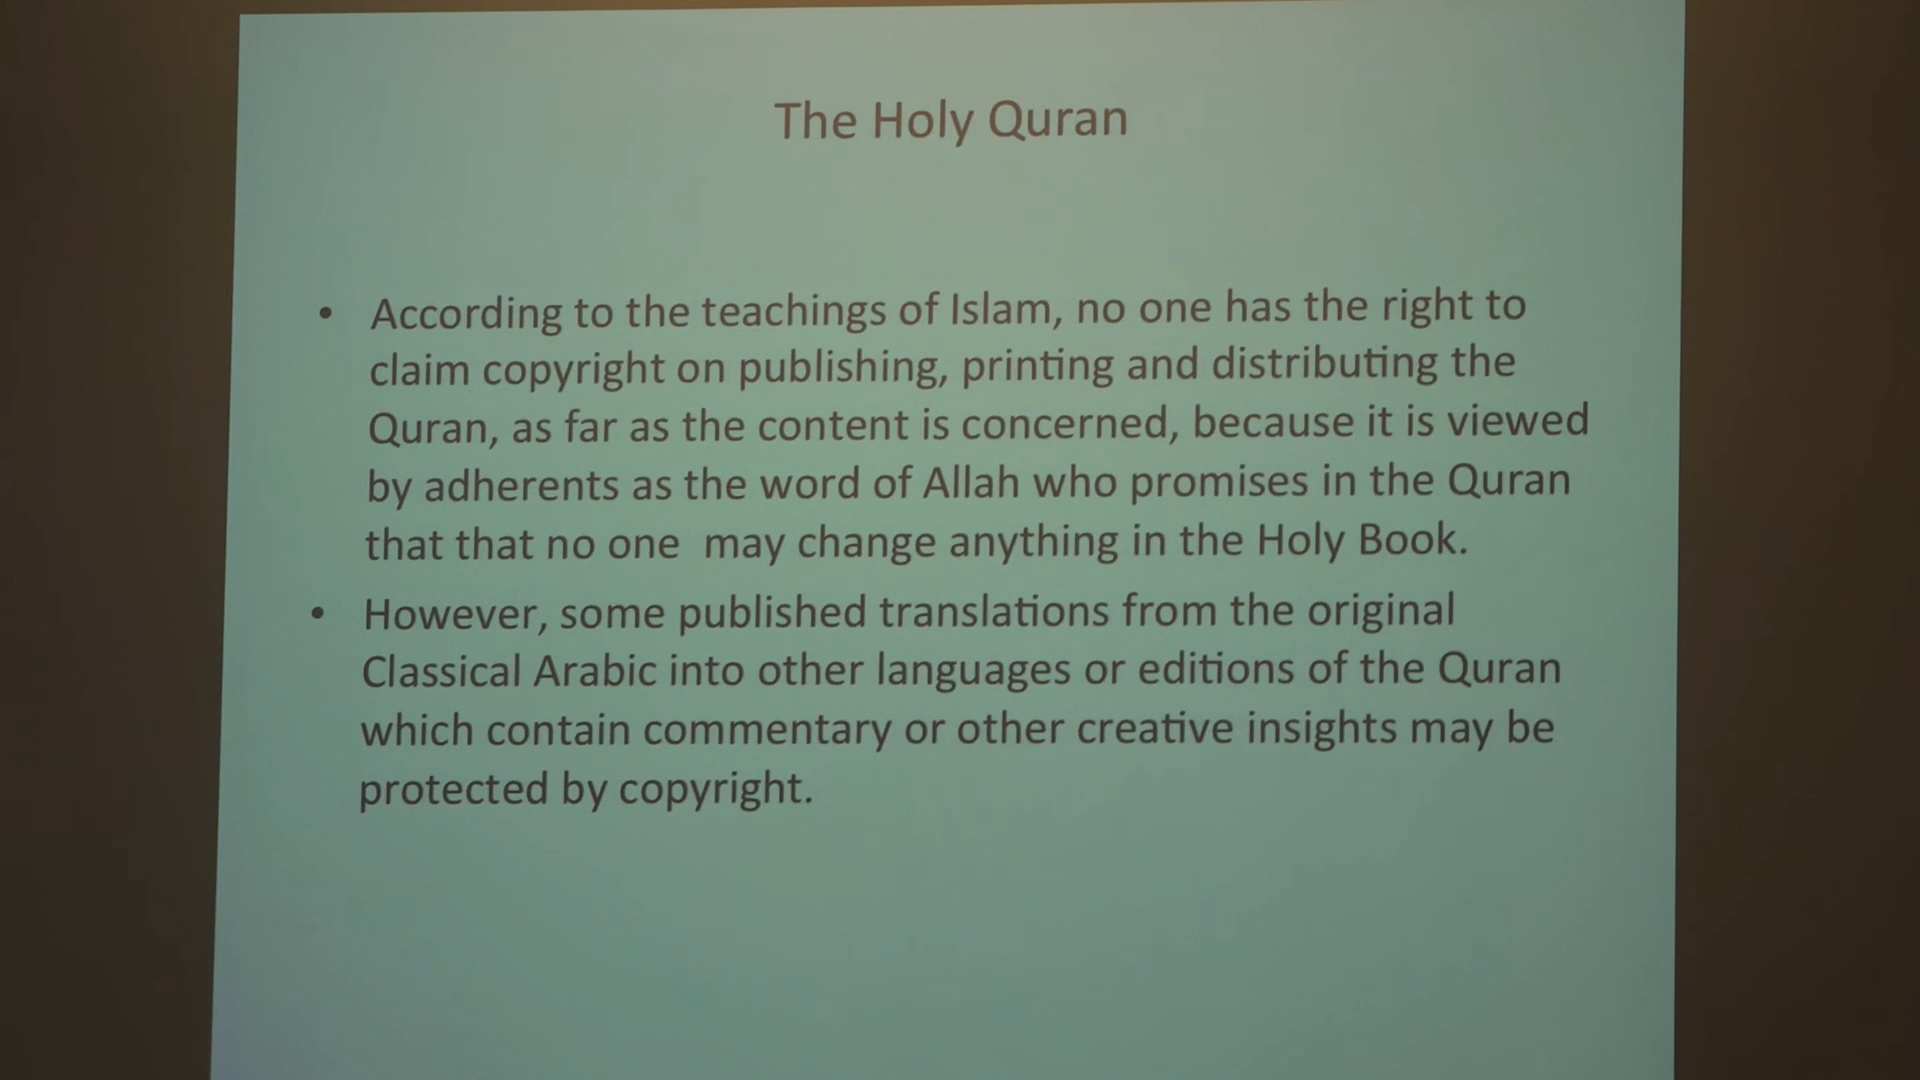 The Holy Quran
• According to the teachings of Islam, no one has the right to
claim copyright on publishing, printing and distributing the
Quran, as far as the content is concerned, because it is viewed
by adherents as the word of Allah who promises in the Quran
that that no one  may change anything in the Holy Book.
• However, some published translations from the original
Classical Arabic into other languages or editions of the Quran
which contain commentary or other creative insights may be
protected by copyright.